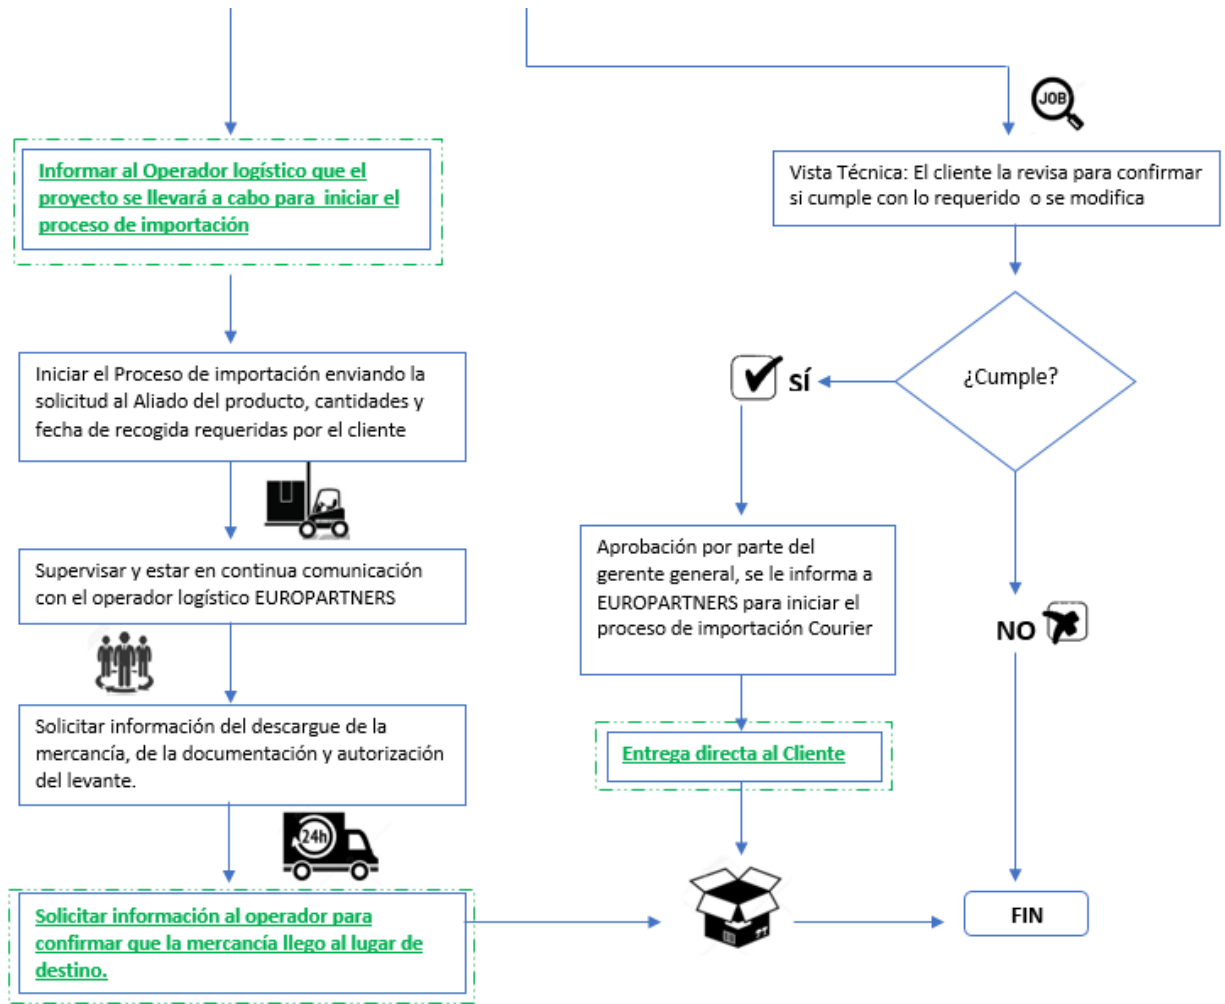 Informar al Operador logístico que el
proyecto se llevará a cabo para  iniciar el
proceso de importación
Iniciar el Proceso de importación enviando la
solicitud al Aliado del producto, cantidades y
fecha de recogida requeridas por el cliente
Supervisar y estar en continua comunicación
con el operador logístico EUROPARTNERS
Solicitar información del descargue de la
mercancía, de la documentación y autorización
del levante.
24h
Solicitar información al operador para
confirmar que la mercancía llego al lugar de
destino.
JOB
Vista Técnica: El cliente la revisa para confirmar
si cumple con lo requerido  o se modifica
¿Cumple?
SÍ
Aprobación por parte del
gerente general, se le informa a
EUROPARTNERS para iniciar el
proceso de importación Courier
Entrega directa al Cliente
NO
FIN